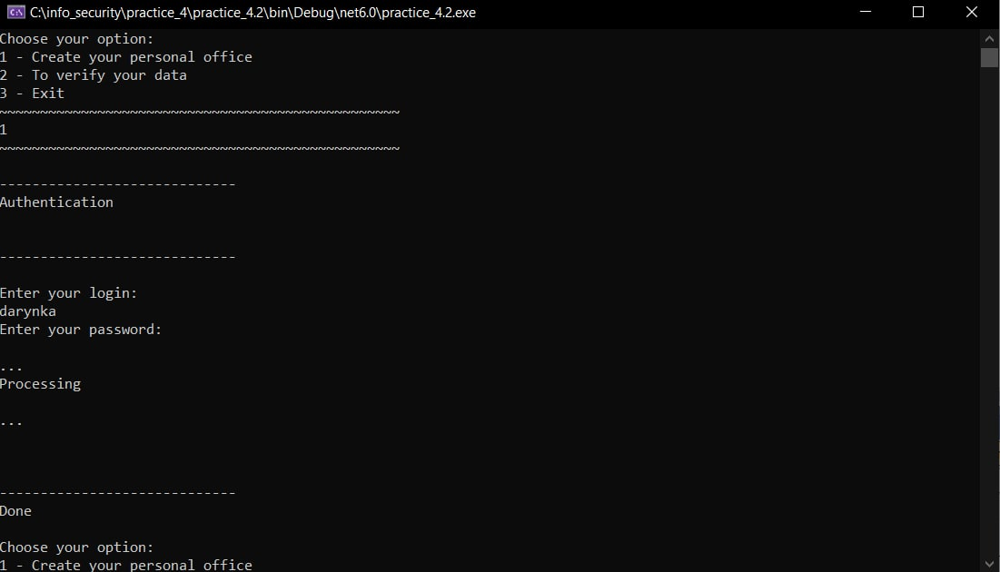 C:\info_security\practice_4\practice_4.2\bin\Debug\net6.0\practice_4.2.exe
Choose your option:
1 - Create your personal office
2 - To verify your data
3 - Exit
~~~~~~~~~~~~~~~~~~~~~~~~~~~~~~~~~~~~~~~~~~~~~~~~~
1
~~~~~~~~~~~~~~~~~~~~~~~~~~~~~~~~~~~~~~~~~~~~~~~~~
-----------------------------
Authentication
-----------------------------
Enter your login:
darynka
Enter your password:
...
Processing
...
-----------------------------
Done
Choose your option:
1 - Create your personal office